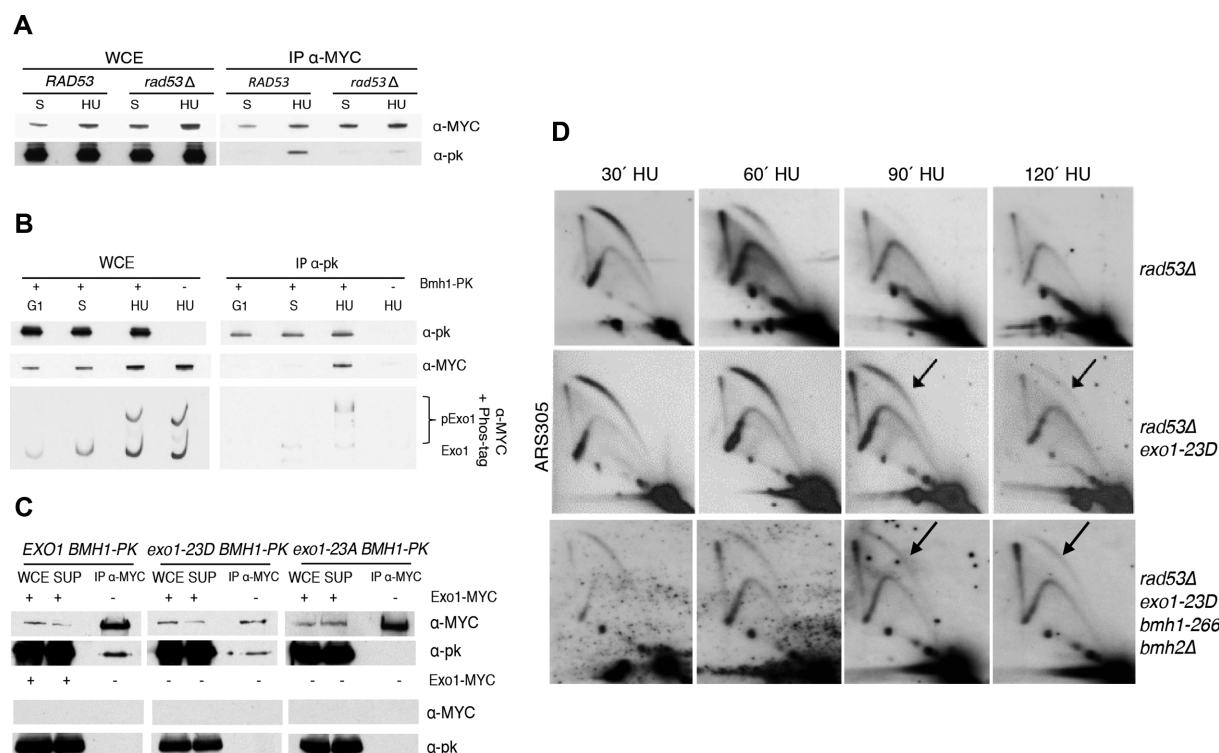 A
WCE IP α-MYC
RAD53 rad53Δ RAD53 rad53Δ
S HU S HU S HU S HU
α-MYC
α-pk
B
WCE IP α-pk
+ + + - + + + - Bmh1-PK
G1 S HU HU G1 S HU HU
α-pk
α-MYC
pExo1
Exo1
α-MYC
+ Phos-tag
C
EXO1 BMH1-PK exo1-23D BMH1-PK exo1-23A BMH1-PK
WCE SUP IP α-MYC WCE SUP IP α-MYC WCE SUP IP α-MYC
+ + - + + - + + - Exo1-MYC
α-MYC
α-pk
+ + - - - - - - - Exo1-MYC
α-MYC
α-pk
D
30´ HU 60´ HU 90´ HU 120´ HU
ARS305
rad53Δ
rad53Δ
exo1-23D
rad53Δ
exo1-23D
bmh1-266
bmh2Δ